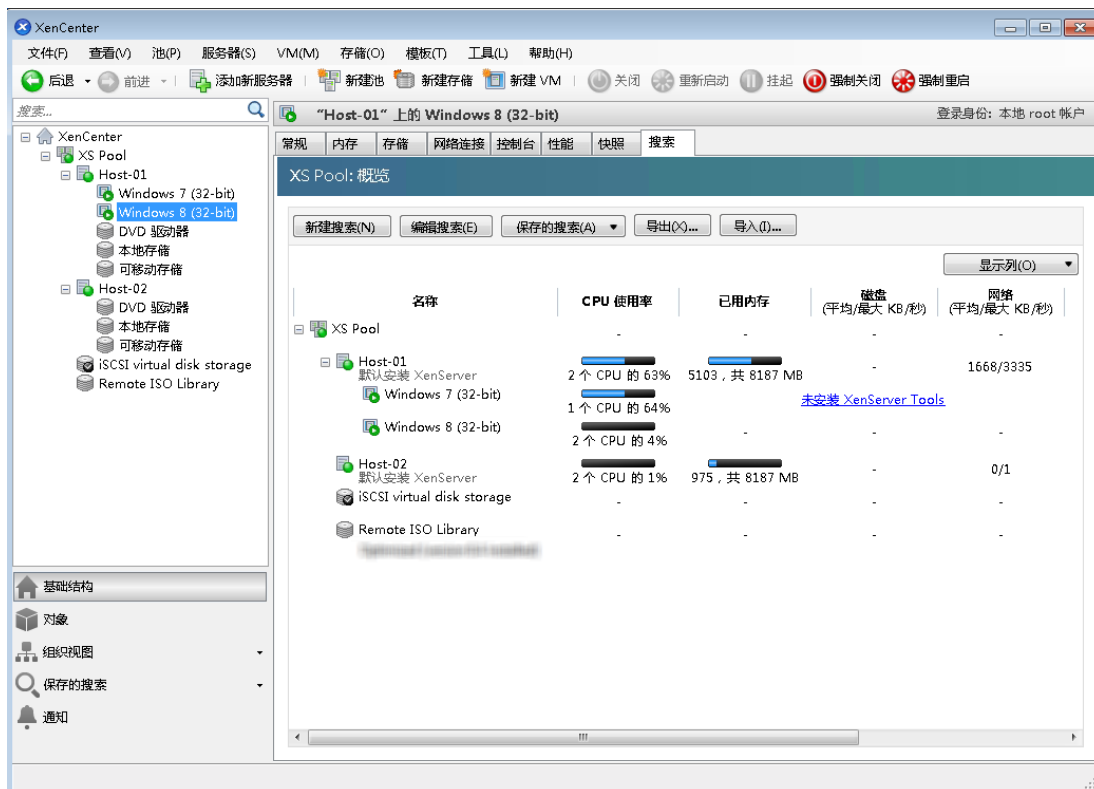 XenCenter
文件(F) 查看(V) 池(P) 服务器(S) VM(M) 存储(O) 模板(T) 工具(L) 帮助(H)
后退 前进 添加新服务器 新建池 新建存储 新建 VM 关闭 重新启动 挂起 强制关闭 强制重启
搜索...
XenCenter
XS Pool
Host-01
Windows 7 (32-bit)
Windows 8 (32-bit)
DVD 驱动器
本地存储
可移动存储
Host-02
DVD 驱动器
本地存储
可移动存储
iSCSI virtual disk storage
Remote ISO Library
基础结构
对象
组织视图
保存的搜索
通知
“Host-01” 上的 Windows 8 (32-bit) 登录身份: 本地 root 帐户
常规 内存 存储 网络连接 控制台 性能 快照 搜索
XS Pool: 概览
新建搜索(N) 编辑搜索(E) 保存的搜索(A) 导出(X)... 导入(I)...
显示列(O)
名称 CPU 使用率 已用内存 磁盘 网络
(平均/最大 KB/秒) (平均/最大 KB/秒)
XS Pool - - - -
Host-01
默认安装 XenServer 2 个 CPU 的 63% 5103 , 共 8187 MB - 1668/3335
Windows 7 (32-bit) 1 个 CPU 的 64% 未安装 XenServer Tools
Windows 8 (32-bit) 2 个 CPU 的 4% - - -
Host-02
默认安装 XenServer 2 个 CPU 的 1% 975 , 共 8187 MB - 0/1
iSCSI virtual disk storage - - - -
Remote ISO Library - - - -